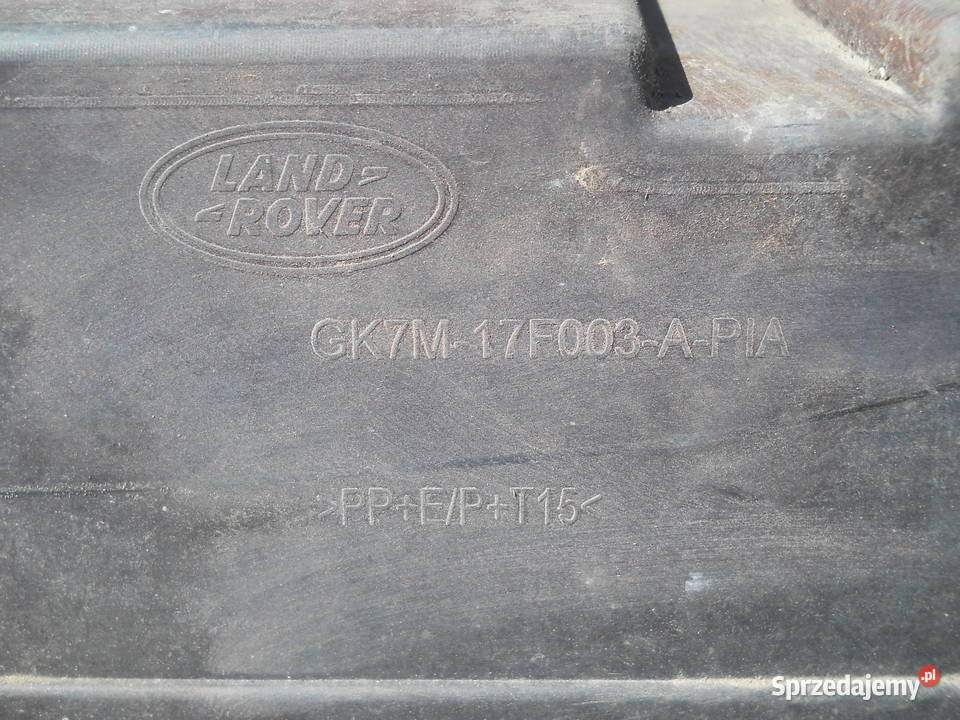 LAND
ROVER
GK7M-17F003-A-PIA
>PP+E/P+T15<
Sprzedajemy.pl